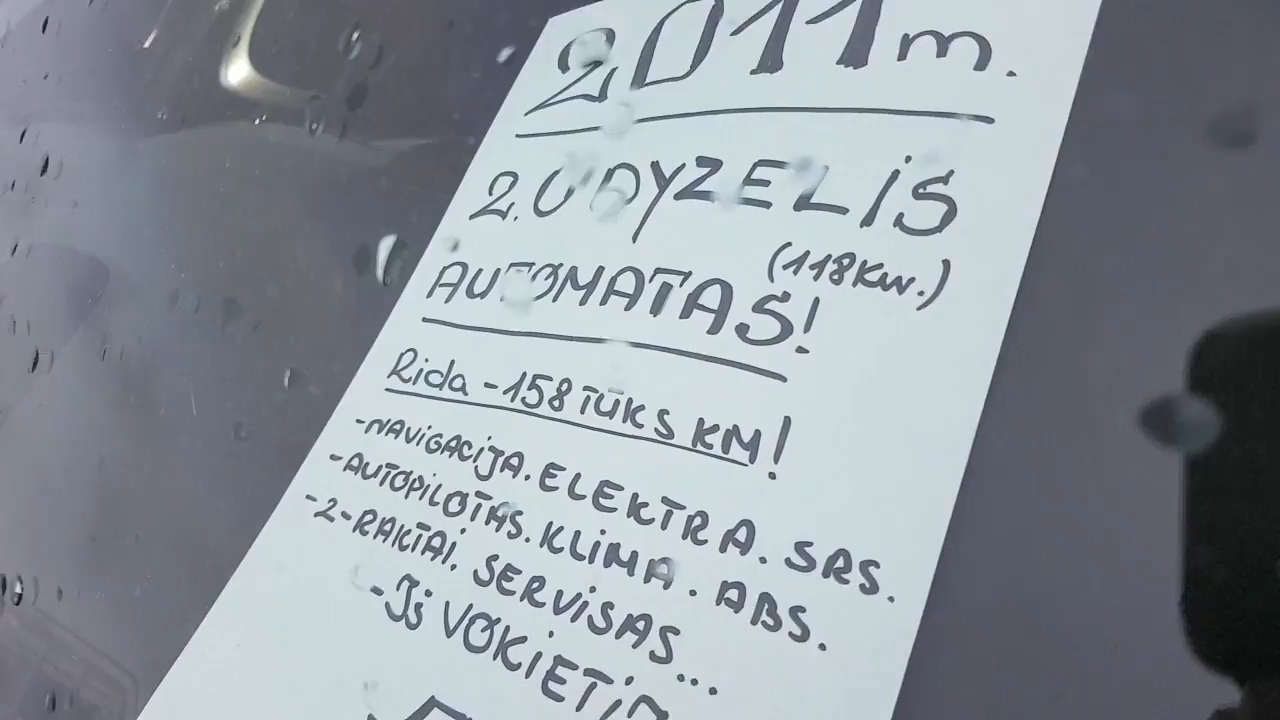 2011m.
2.0 DYZELIS
(118Kw.)
AUTOMATAS!
Rida - 158 TŪKS KM!
- NAVIGACIJA. ELEKTRA. SRS.
- AUTOPILOTAS. KLIMA. ABS.
- 2-RAKTAI. SERVISAS...
- Iš